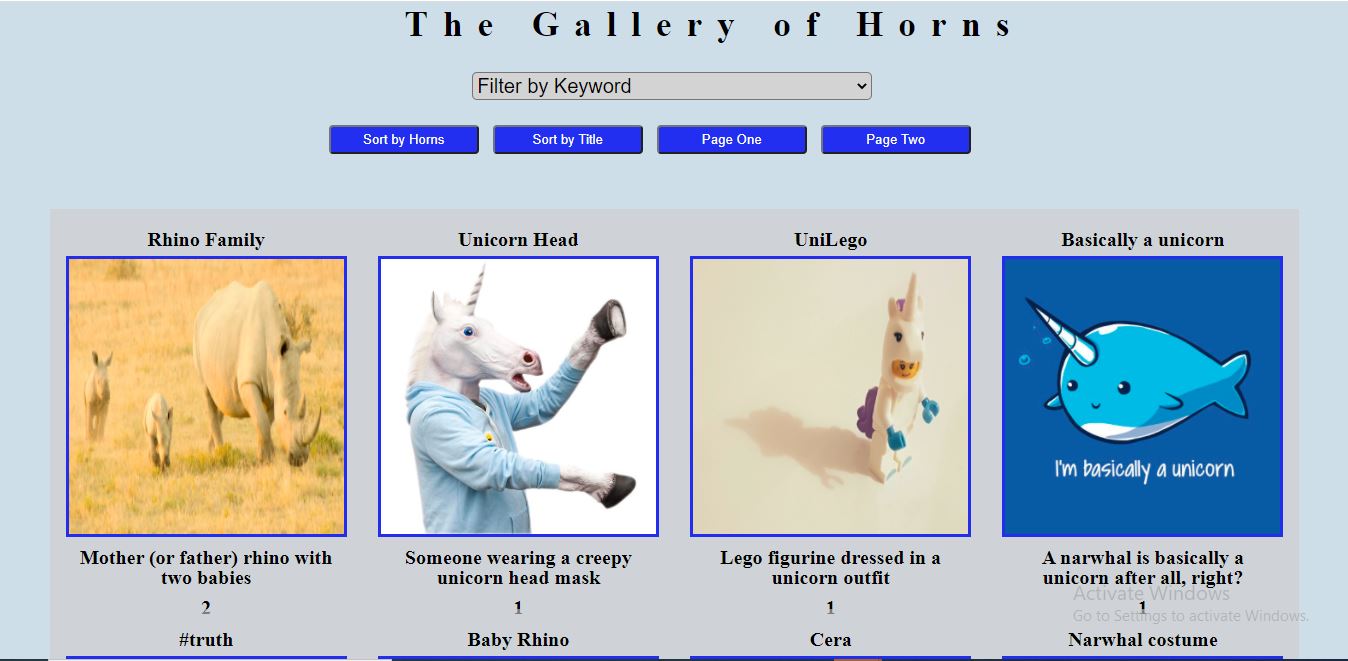 The Gallery of Horns
Filter by Keyword
Sort by Horns
Sort by Title
Page One
Page Two
Rhino Family
Unicorn Head
UniLego
Basically a unicorn
I'm basically a unicorn
Mother (or father) rhino with
two babies
Someone wearing a creepy
unicorn head mask
Lego figurine dressed in a
unicorn outfit
A narwhal is basically a
unicorn after all, right?
2
1
1
1
Activate Windows
Go to Settings to activate Windows.
#truth
Baby Rhino
Cera
Narwhal costume